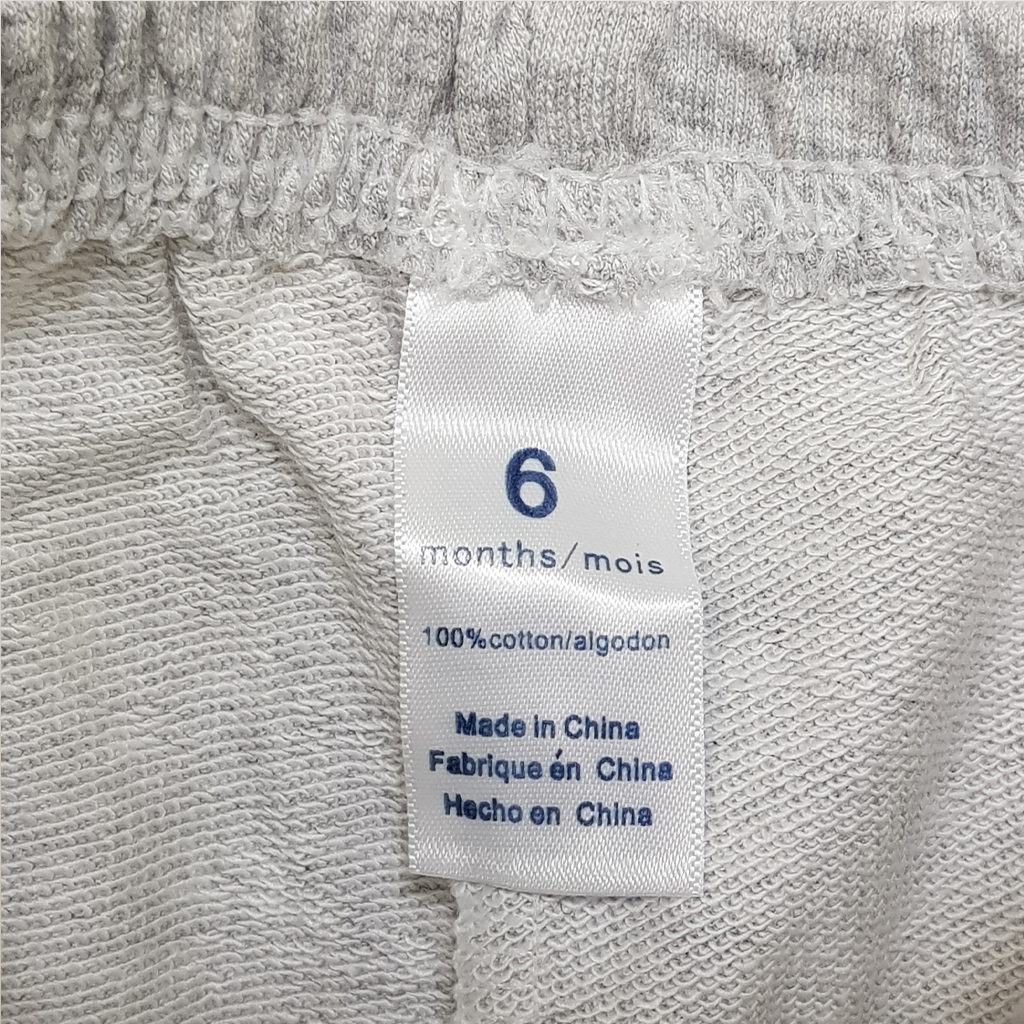 6
months/mois
100%cotton/algodon
Made in China
Fabrique én China
Hecho en China